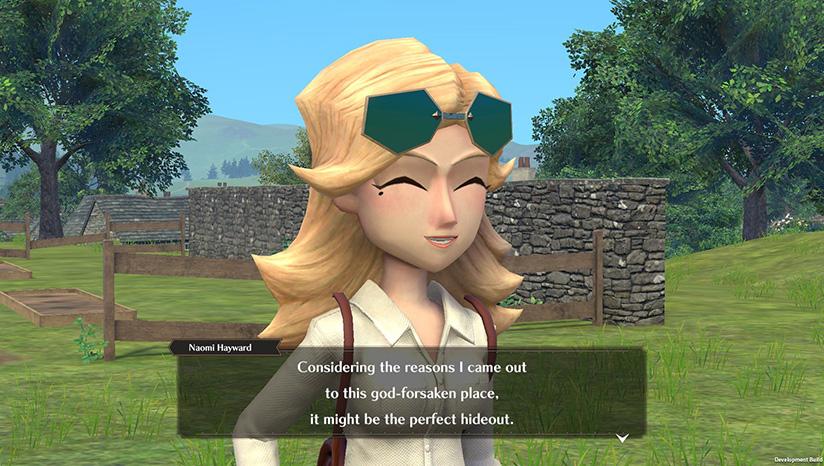 Naomi Hayward
Considering the reasons I came out
to this god-forsaken place,
it might be the perfect hideout.
Development Build